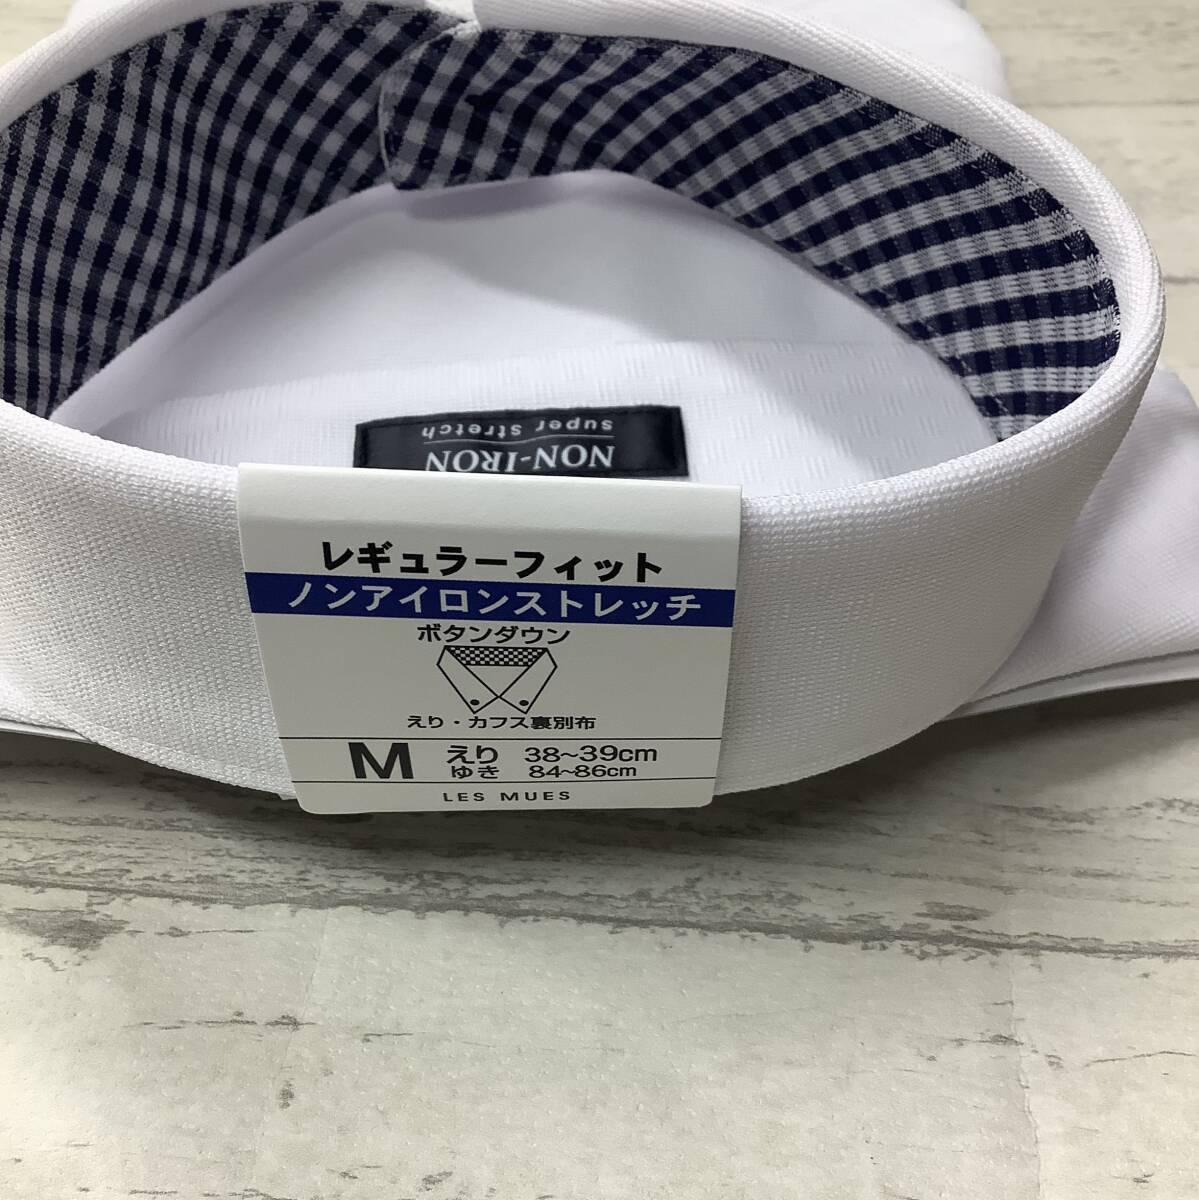 NON-IRON
Super Stretch
レギュラーフィット
ノンアイロンストレッチ
ボタンダウン
えり・カフス裏別布
M えり 38~39cm
ゆき 84~86cm
LES MUES